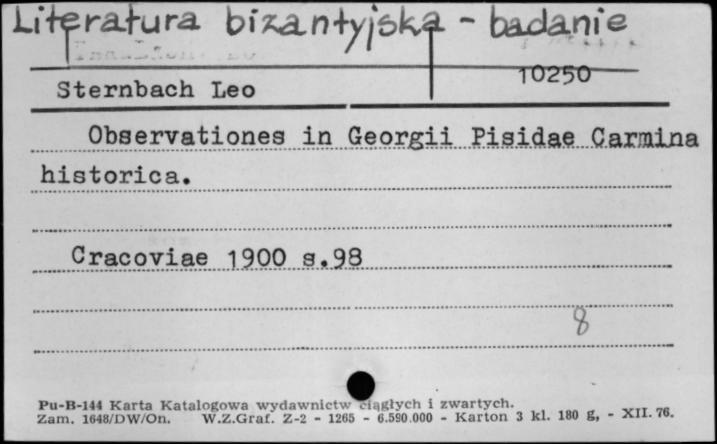 Literatura bizantyjska - badanie
10250
Sternbach Leo
Observationes in Georgii Pisidae Carmina
historica.
Cracoviae 1900 s.98
8
Pu-B-144 Karta Katalogowa wydawnictw ciągłych i zwartych.
Zam. 1648/DW/On. W.Z.Graf. Z-2 - 1265 - 6.590.000 - Karton 3 kl. 180 g, - XII. 76.